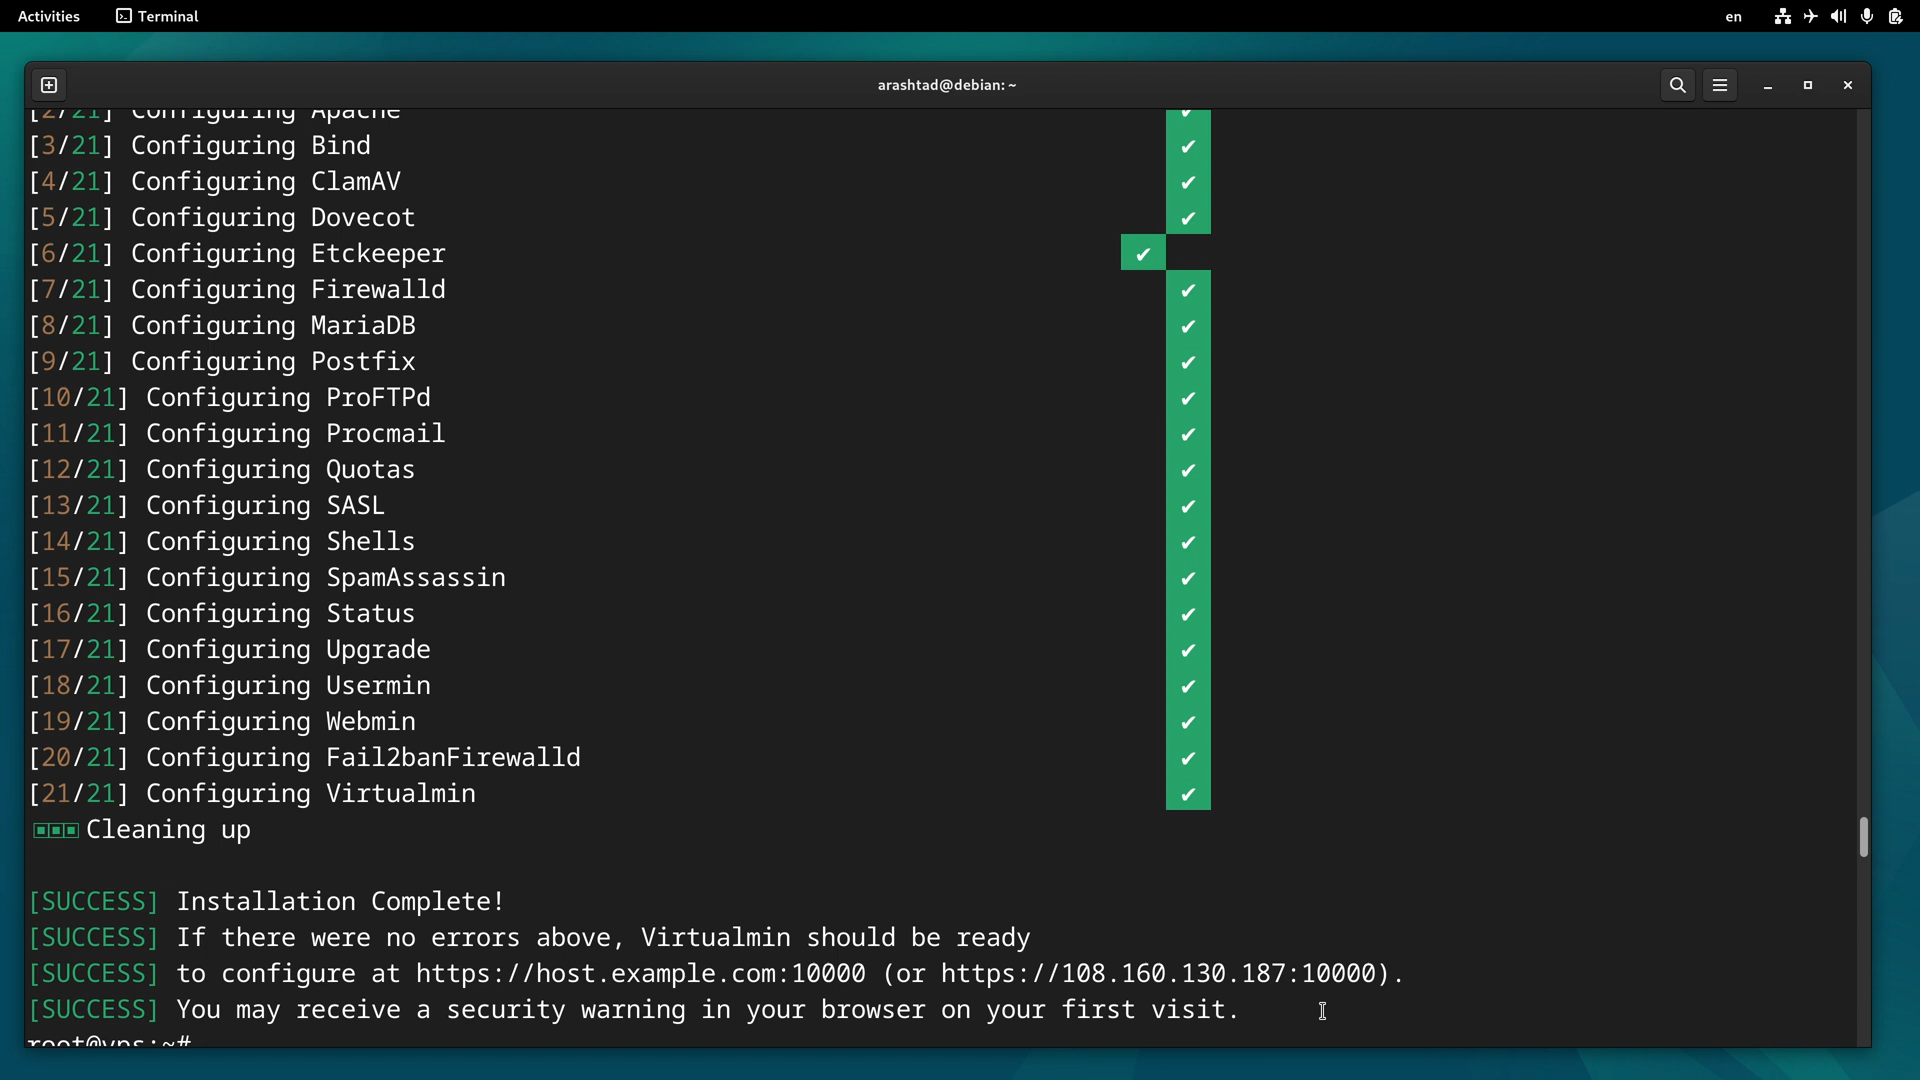 Activities Terminal en
arashtad@debian: ~
[2/21] Configuring Apache ✔
[3/21] Configuring Bind ✔
[4/21] Configuring ClamAV ✔
[5/21] Configuring Dovecot ✔
[6/21] Configuring Etckeeper ✔
[7/21] Configuring Firewalld ✔
[8/21] Configuring MariaDB ✔
[9/21] Configuring Postfix ✔
[10/21] Configuring ProFTPd ✔
[11/21] Configuring Procmail ✔
[12/21] Configuring Quotas ✔
[13/21] Configuring SASL ✔
[14/21] Configuring Shells ✔
[15/21] Configuring SpamAssassin ✔
[16/21] Configuring Status ✔
[17/21] Configuring Upgrade ✔
[18/21] Configuring Usermin ✔
[19/21] Configuring Webmin ✔
[20/21] Configuring Fail2banFirewalld ✔
[21/21] Configuring Virtualmin ✔
▣▣▣ Cleaning up
[SUCCESS] Installation Complete!
[SUCCESS] If there were no errors above, Virtualmin should be ready
[SUCCESS] to configure at https://host.example.com:10000 (or https://108.160.130.187:10000).
[SUCCESS] You may receive a security warning in your browser on your first visit.
root@vps:~#